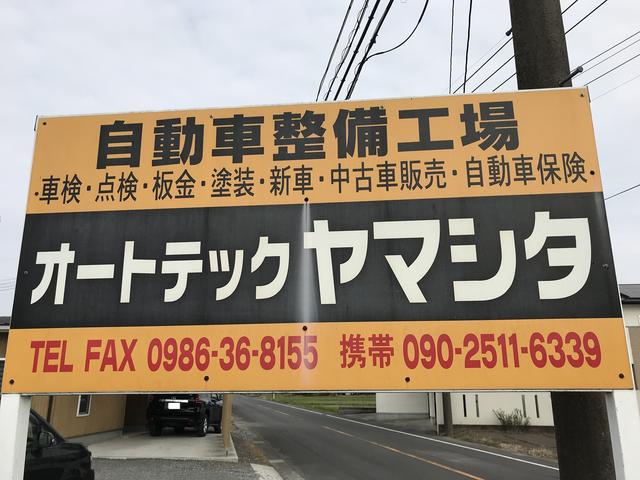 自動車整備工場
・車検・点検・板金・塗装・新車・中古車販売・自動車保険・
オートテックヤマシタ
TEL FAX 0986-36-8155 携帯 090-2511-6339